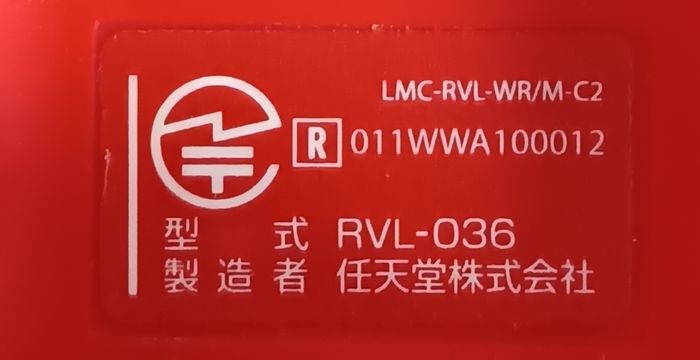 LMC-RVL-WR/M-C2
R 011WWA100012
型 式 RVL-036
製造者 任天堂株式会社